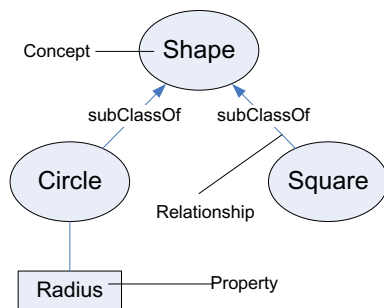 Concept
Shape
subClassOf
subClassOf
Circle
Square
Relationship
Radius
Property